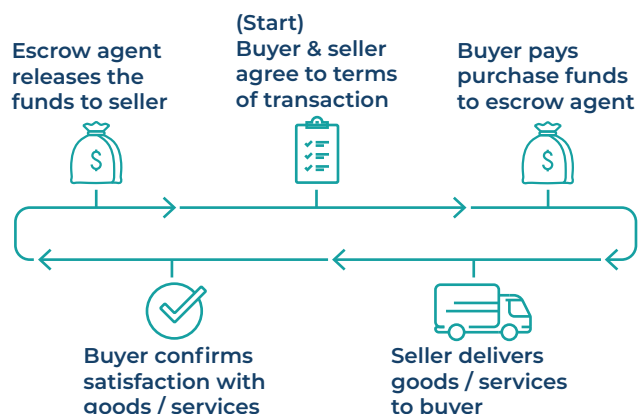 Escrow agent
releases the
funds to seller
(Start)
Buyer & seller
agree to terms
of transaction
Buyer pays
purchase funds
to escrow agent
$
$
Buyer confirms
satisfaction with
goods / services
Seller delivers
goods / services
to buyer